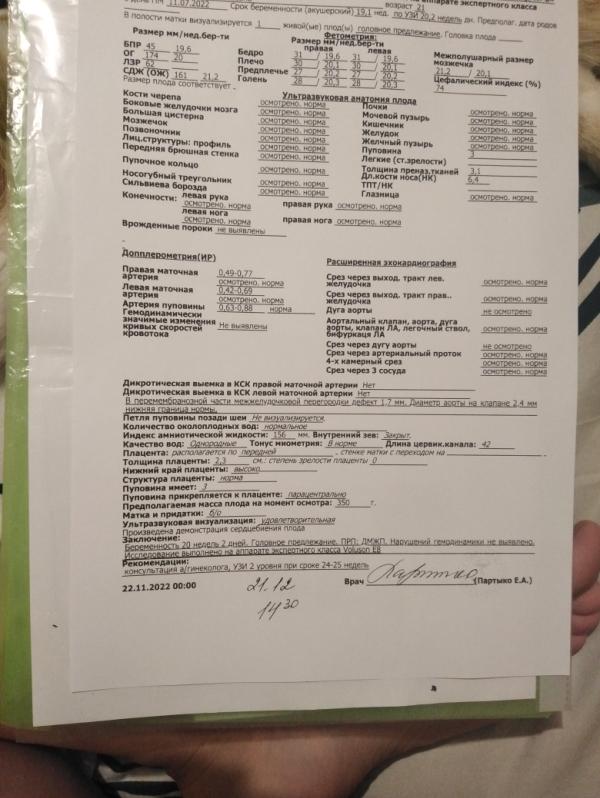 аппарате экспертного класса
11.07.2022 Срок беременности (акушерский) 19,1 нед. по УЗИ 20,2 недель дн. Предполаг. дата родов
возраст 21
В полости матки визуализируется 1 живой(ые) плод(ы) головное предлежание. Головка плода
Фетометрия:
Размер мм/нед.бер-ти
БПР 45 19,6
ОГ 174 20
ЛЗР 62
СДЖ (ОЖ) 161 21,2
Размер плода соответствует .
Размер мм/нед.бер-ти
правая левая
Бедро 31 / 19,6 31 / 19,6
Плечо 30 / 20,1 30 / 20,1
Предплечье 27 / 20,2 27 / 20,2
Голень 28 / 20,3 28 / 20,3
Межполушарный размер
мозжечка
21,2 / 20,1
Цефалический индекс (%)
74
Ультразвуковая анатомия плода
Кости черепа осмотрено. норма
Боковые желудочки мозга осмотрено. норма
Большая цистерна осмотрено. норма
Мозжечок осмотрено. норма
Позвоночник осмотрено. норма
Лиц.структуры: профиль осмотрено. норма
Передняя брюшная стенка осмотрено. норма
Пупочное кольцо осмотрено. норма
Носогубный треугольник осмотрено. норма
Сильвиева борозда осмотрено. норма
Почки осмотрено. норма
Мочевой пузырь осмотрено. норма
Кишечник осмотрено. норма
Желудок осмотрено. норма
Желчный пузырь осмотрено. норма
Пуповина 3
Легкие (ст.зрелости)
Толщина преназ.тканей 3,1
Дл.кости носа(НК) 6,4
ТПТ/НК
Глазница осмотрено. норма
Конечности: левая рука осмотрено. норма правая рука осмотрено. норма
левая нога осмотрено. норма правая нога осмотрено. норма
Врожденные пороки не выявлены
-
Допплерометрия(ИР)
Правая маточная артерия 0,49-0,77
осмотрено. норма
Левая маточная артерия 0,42-0,69
осмотрено. норма
Артерия пуповины 0,63-0,88 норма
Гемодинамически
значимые изменения
кривых скоростей
кровотока Не выявлены
Расширенная эхокардиография
Срез через выход. тракт лев.
желудочка осмотрено. норма
Срез через выход. тракт прав..
желудочка осмотрено. норма
Дуга аорты не осмотрено
Аортальный клапан, аорта, дуга
аорты, клапан ЛА, легочный ствол,
бифуркация ЛА осмотрено. норма
Срез через дугу аорты не осмотрено
Срез через артериальный проток осмотрено. норма
4-х камерный срез осмотрено. норма
Срез через 3 сосуда осмотрено. норма
Дикротическая выемка в КСК правой маточной артерии Нет
Дикротическая выемка в КСК левой маточной артерии Нет
В перемембранозной части межжелудочковой перегородки дефект 1,7 мм. Диаметр аорты на клапане 2,4 мм
нижняя граница нормы.
Петля пуповины позади шеи Не визуализируется.
Количество околоплодных вод: нормальное
Индекс амниотической жидкости: 156 мм. Внутренний зев: Закрыт.
Качество вод: Однородные Тонус миометрия: В норме Длина цервик.канала: 42
Плацента: располагается по передней , стенке матки с переходом на
Толщина плаценты: 2,3 см.: степень зрелости плаценты 0
Нижний край плаценты: высоко
Структура плаценты: норма
Пуповина имеет: 3
Пуповина прикрепляется к плаценте: парацентрально
Предполагаемая масса плода на момент осмотра: 350 г.
Матка и придатки: б/о
Ультразвуковая визуализация: удовлетворительная
Произведена демонстрация сердцебиения плода
Заключение:
Беременность 20 недель 2 дней. Головное предлежание. ПРП: ДМЖП. Нарушений гемодинамики не выявлено.
Исследование выполнено на аппарате экспертного класса Voluson E8
Рекомендации:
консультация а/гинеколога, УЗИ 2 уровня при сроке 24-25 недель
22.11.2022 00:00 21.12 Врач Партыко (Партыко Е.А.)
14 30